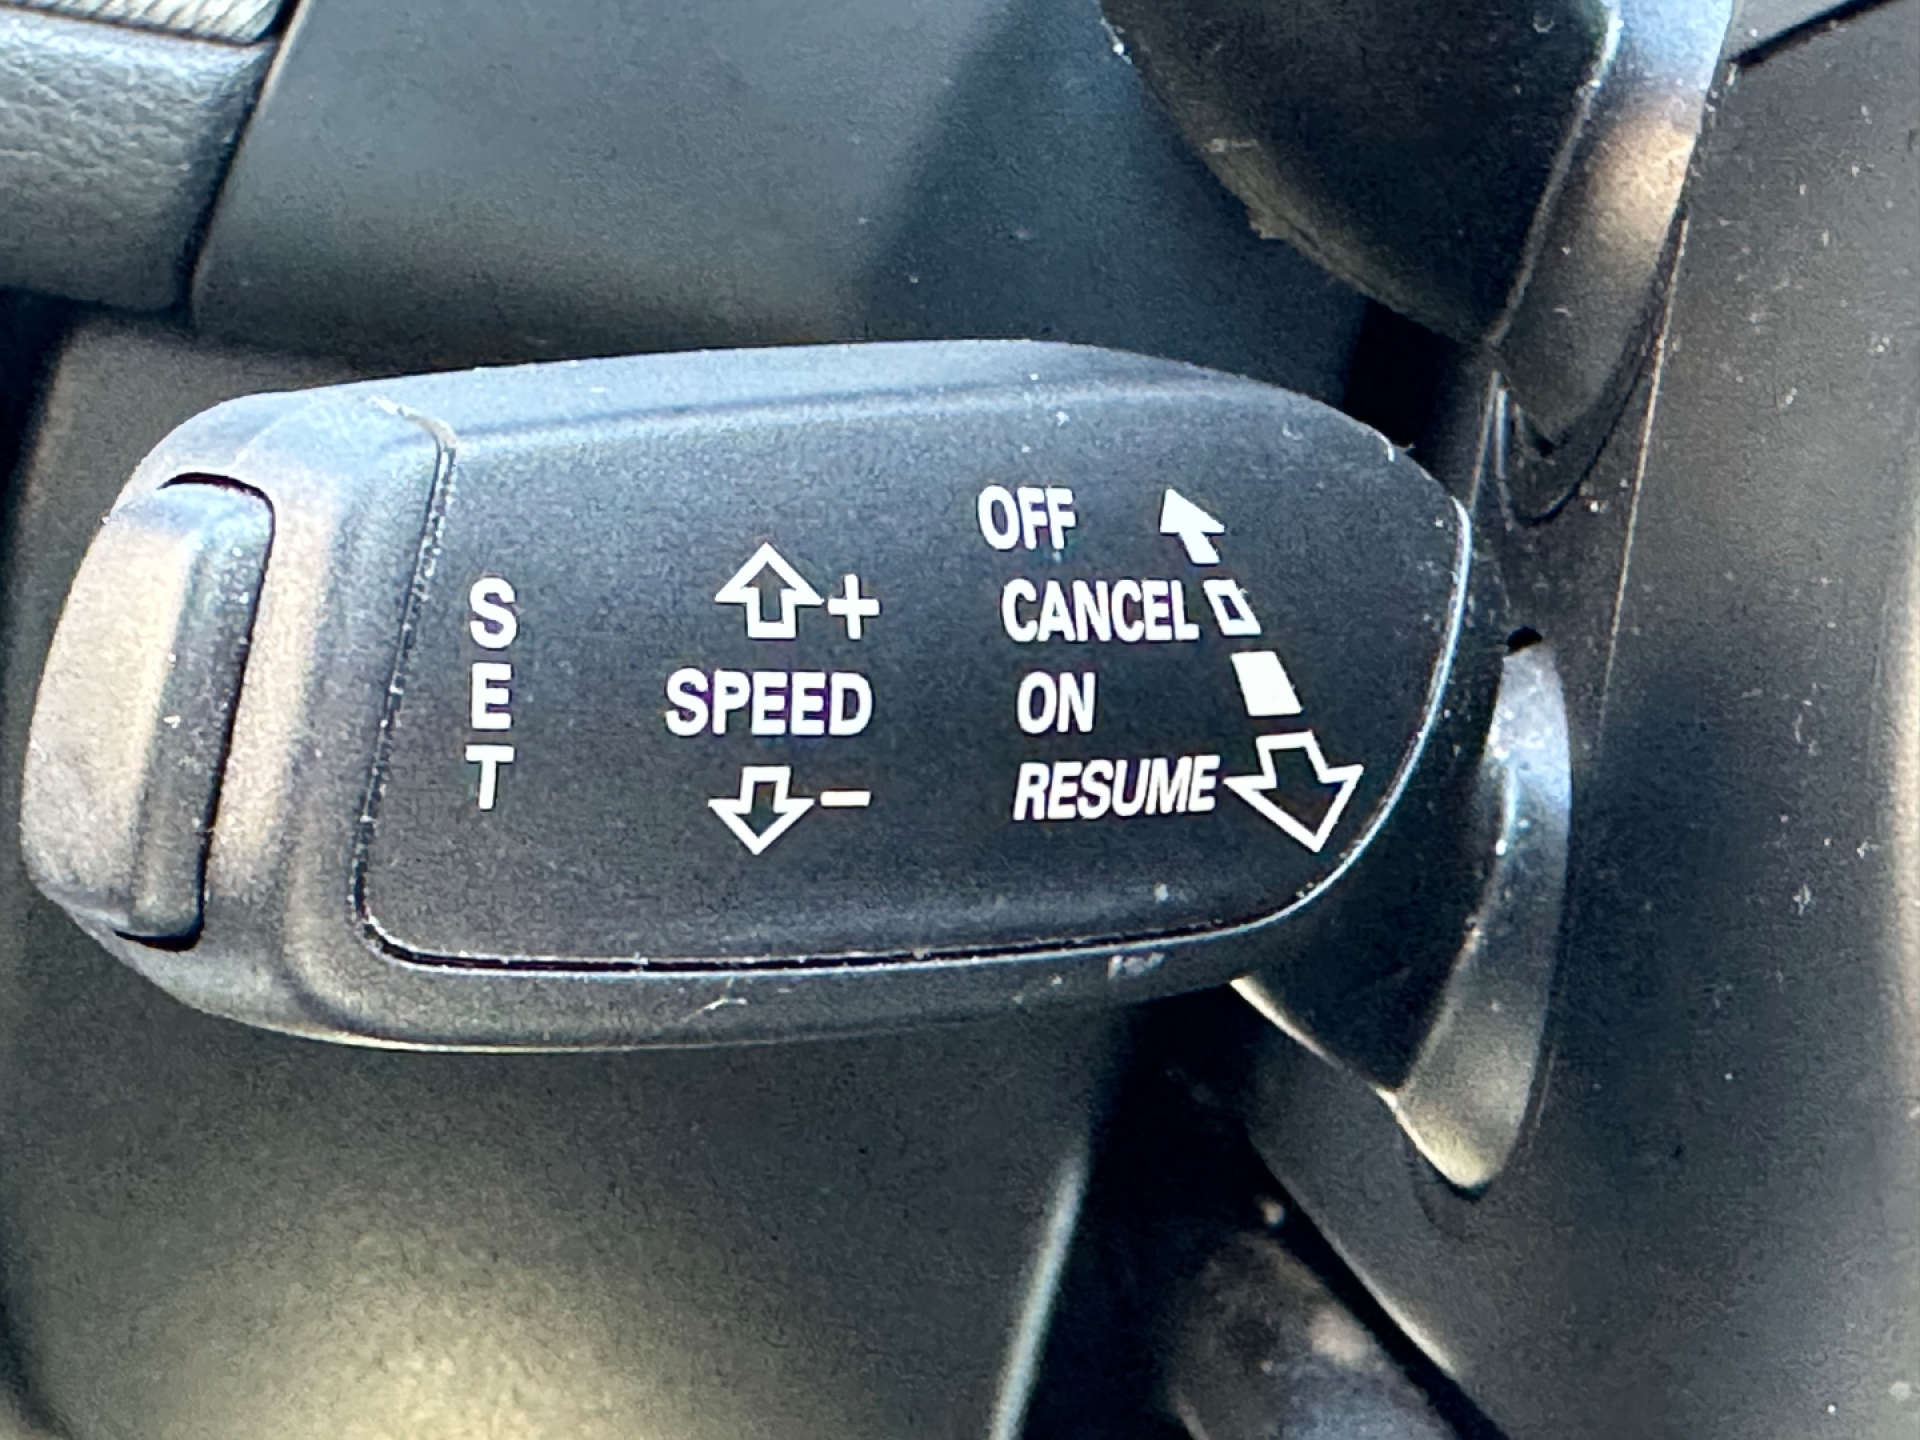 SET
+
SPEED
-
OFF
CANCEL
ON
RESUME